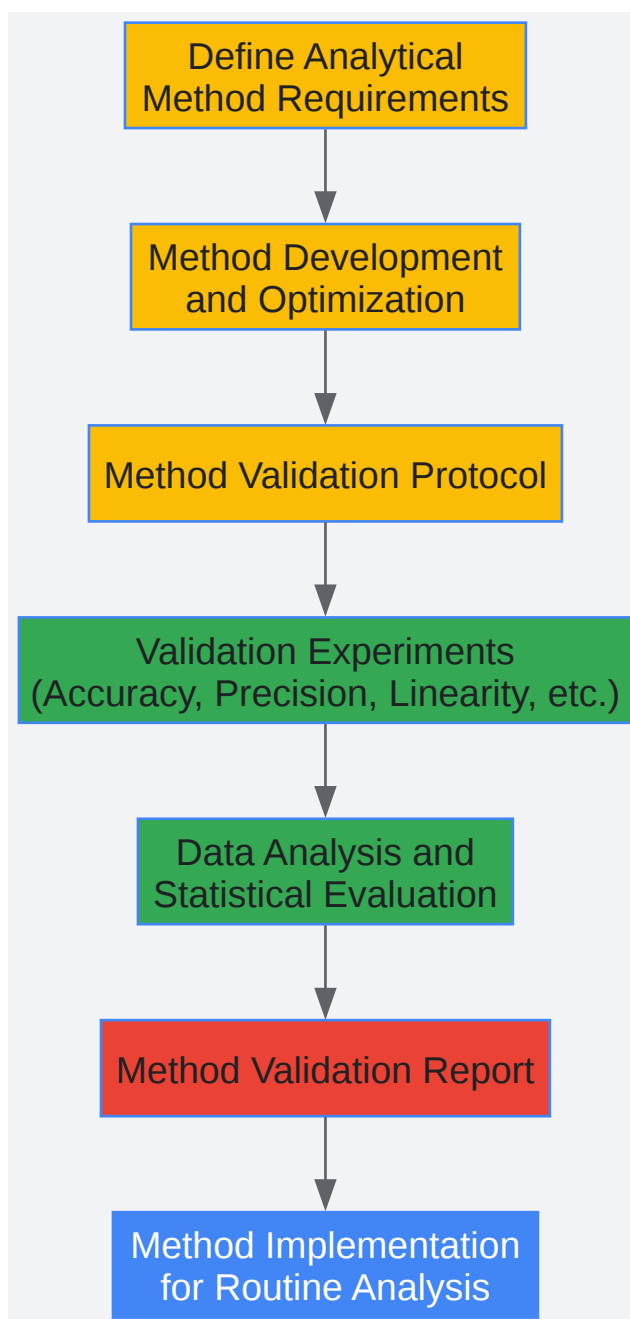 Define Analytical
Method Requirements
Method Development
and Optimization
Method Validation Protocol
Validation Experiments
(Accuracy, Precision, Linearity, etc.)
Data Analysis and
Statistical Evaluation
Method Validation Report
Method Implementation
for Routine Analysis